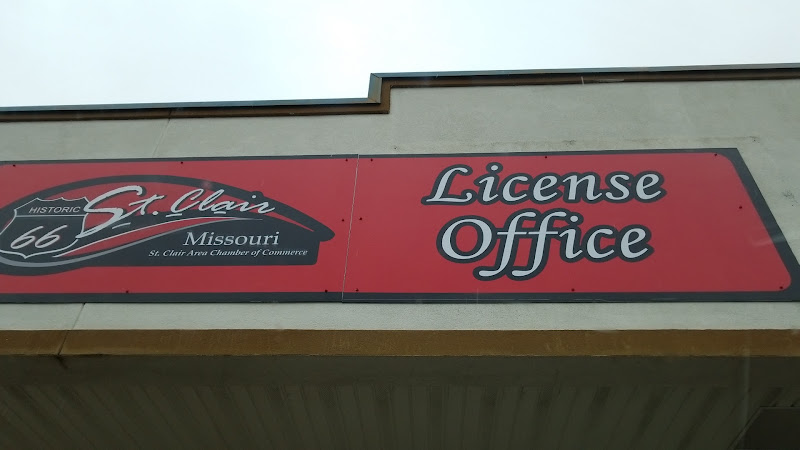 HISTORIC
66
St. Clair
Missouri
St. Clair Area Chamber of Commerce
License
Office